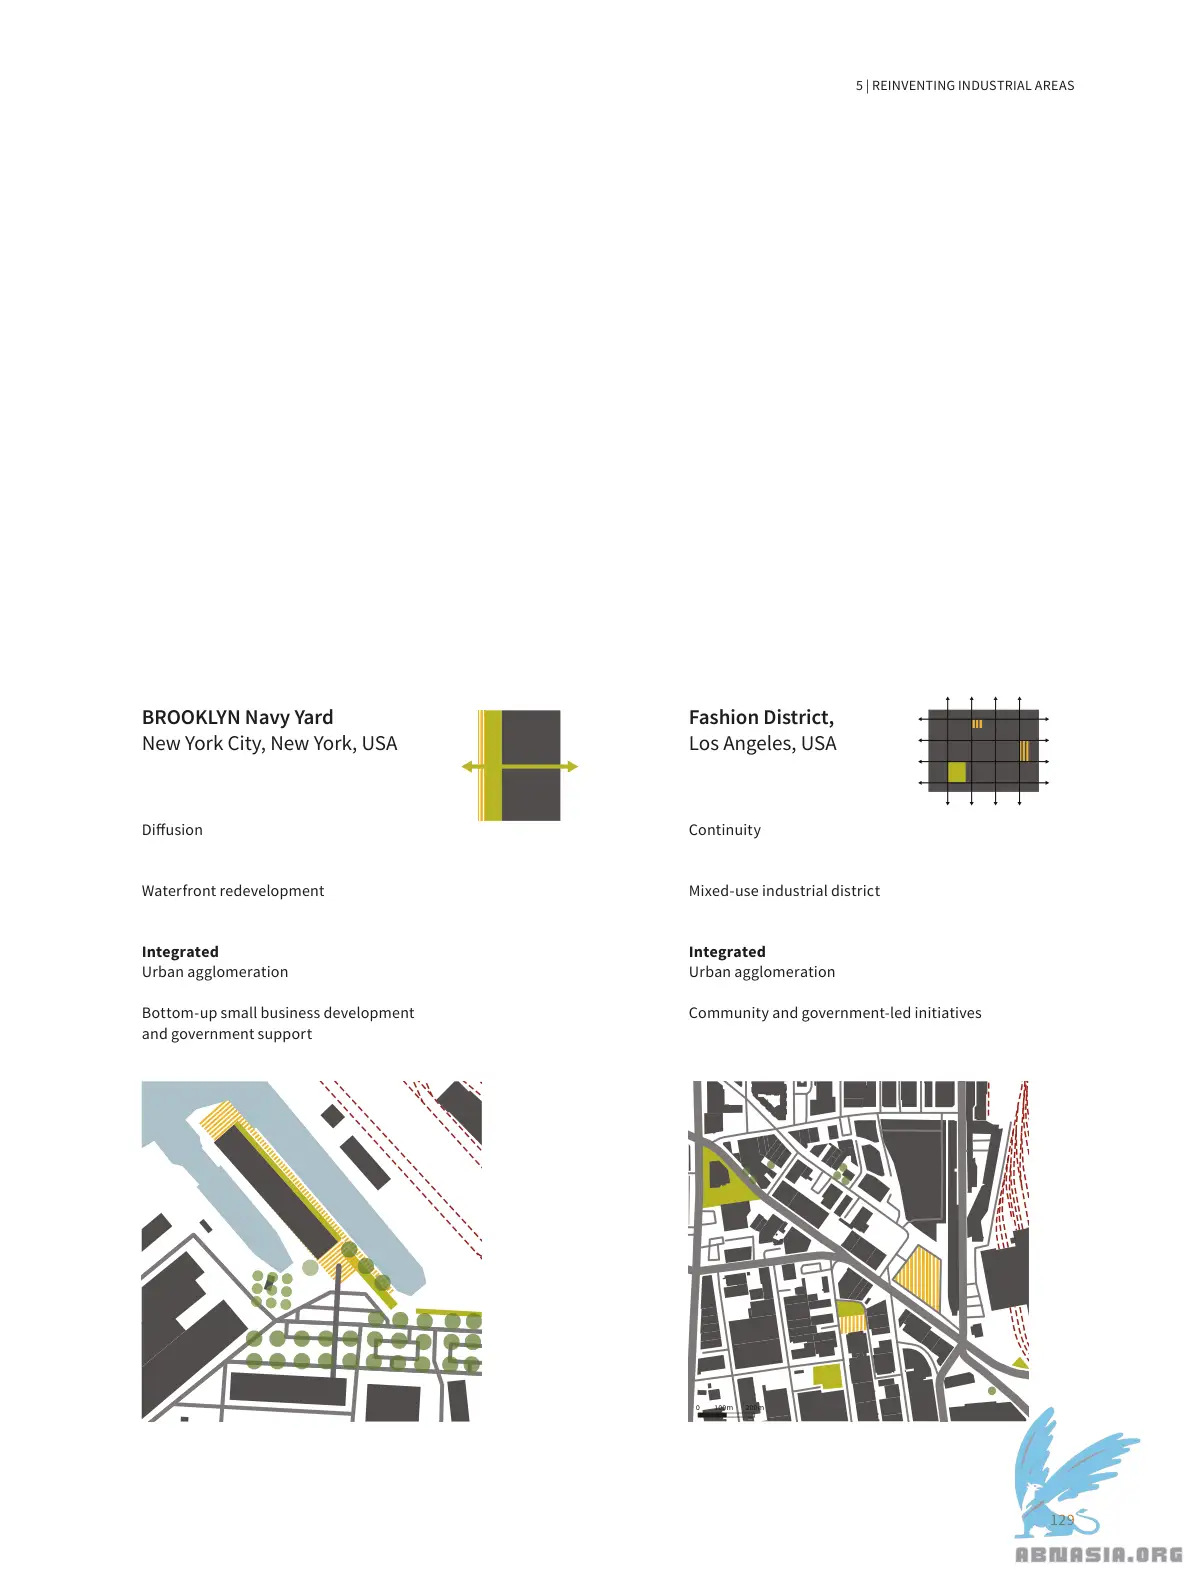 5 | REINVENTING INDUSTRIAL AREAS
BROOKLYN Navy Yard
New York City, New York, USA
Diffusion
Waterfront redevelopment
Integrated
Urban agglomeration
Bottom-up small business development
and government support
Fashion District,
Los Angeles, USA
Continuity
Mixed-use industrial district
Integrated
Urban agglomeration
Community and government-led initiatives
0 100m 200m
129
ABNASIA.ORG